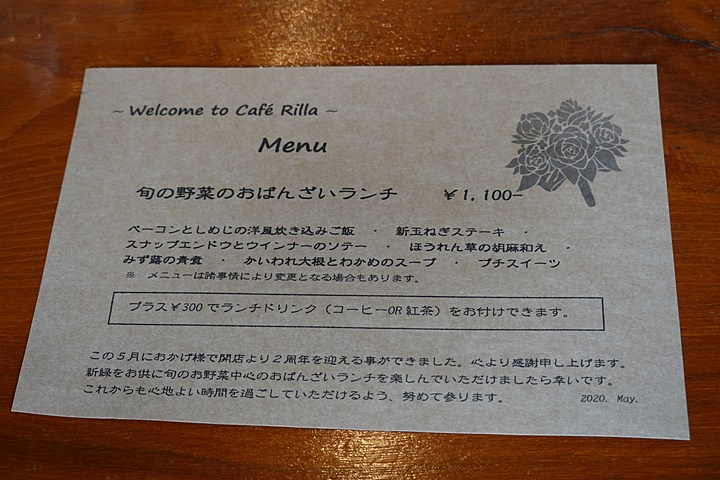 ~ Welcome to Café Rilla ~
Menu
旬の野菜のおばんざいランチ ￥1,100−
ベーコンとしめじの洋風炊き込みご飯 ・ 新玉ねぎステーキ ・
スナップエンドウとウインナーのソテー ・ ほうれん草の胡麻和え ・
みず蕗の青煮 ・ かいわれ大根とわかめのスープ ・ プチスイーツ
※ メニューは諸事情により変更となる場合もあります。
プラス￥300でランチドリンク（コーヒーOR紅茶）をお付けできます。
この５月におかげ様で開店より２周年を迎える事ができました。心より感謝申し上げます。
新緑をお供に旬のお野菜中心のおばんざいランチを楽しんでいただけましたら幸いです。
これからも心地よい時間を過ごしていただけるよう、努めて参ります。 2020. May.